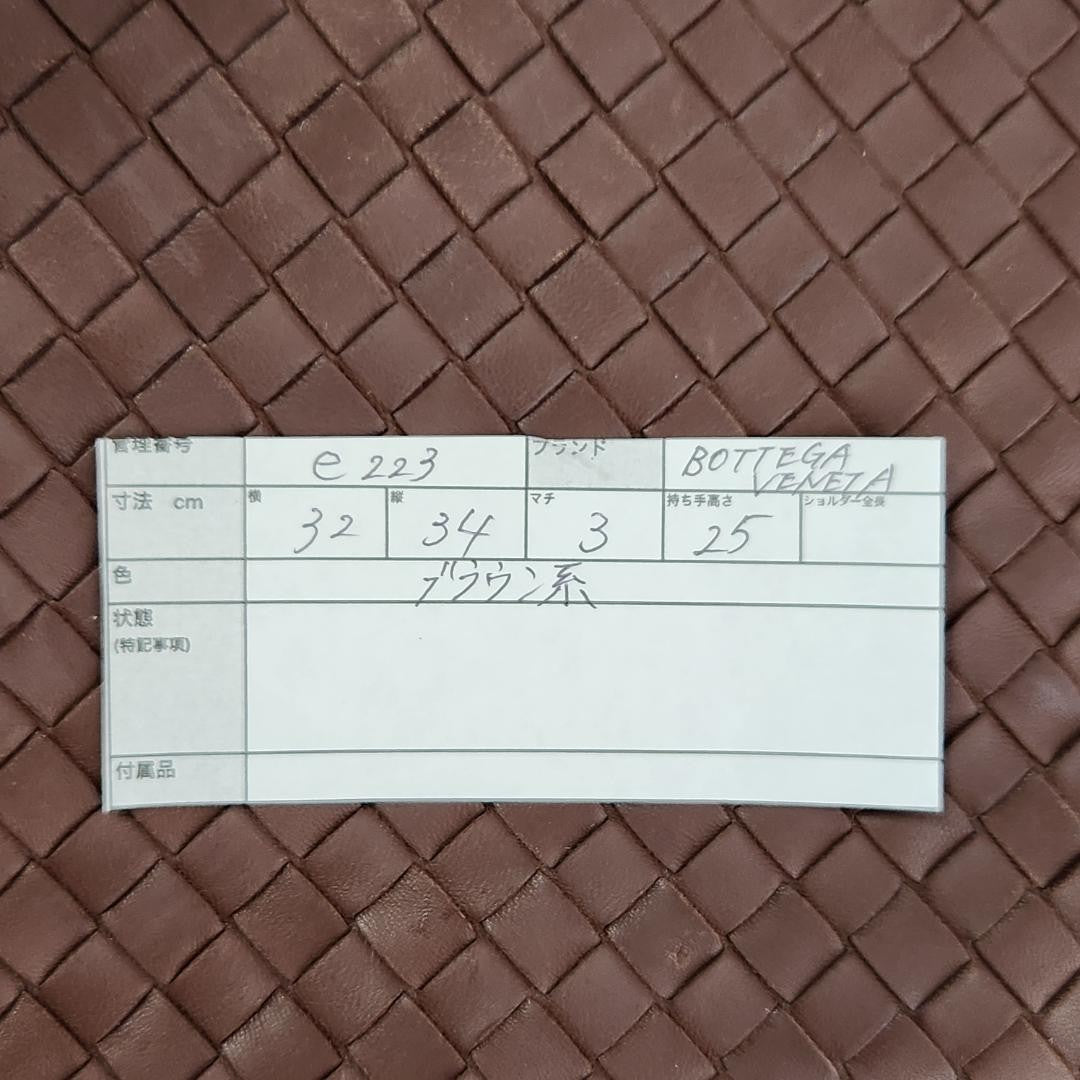 管理番号 e223 ブランド BOTTEGA VENETA
寸法 cm 横 32 縦 34 マチ 3 持ち手高さ 25 ショルダー全長
色 ブラウン系
状態
(特記事項)
付属品